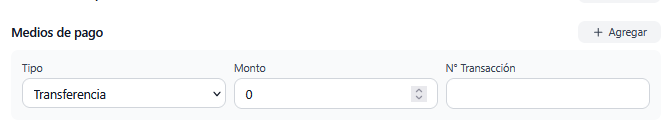 Medios de pago
+ Agregar
Tipo
Monto
N° Transacción
Transferencia
0